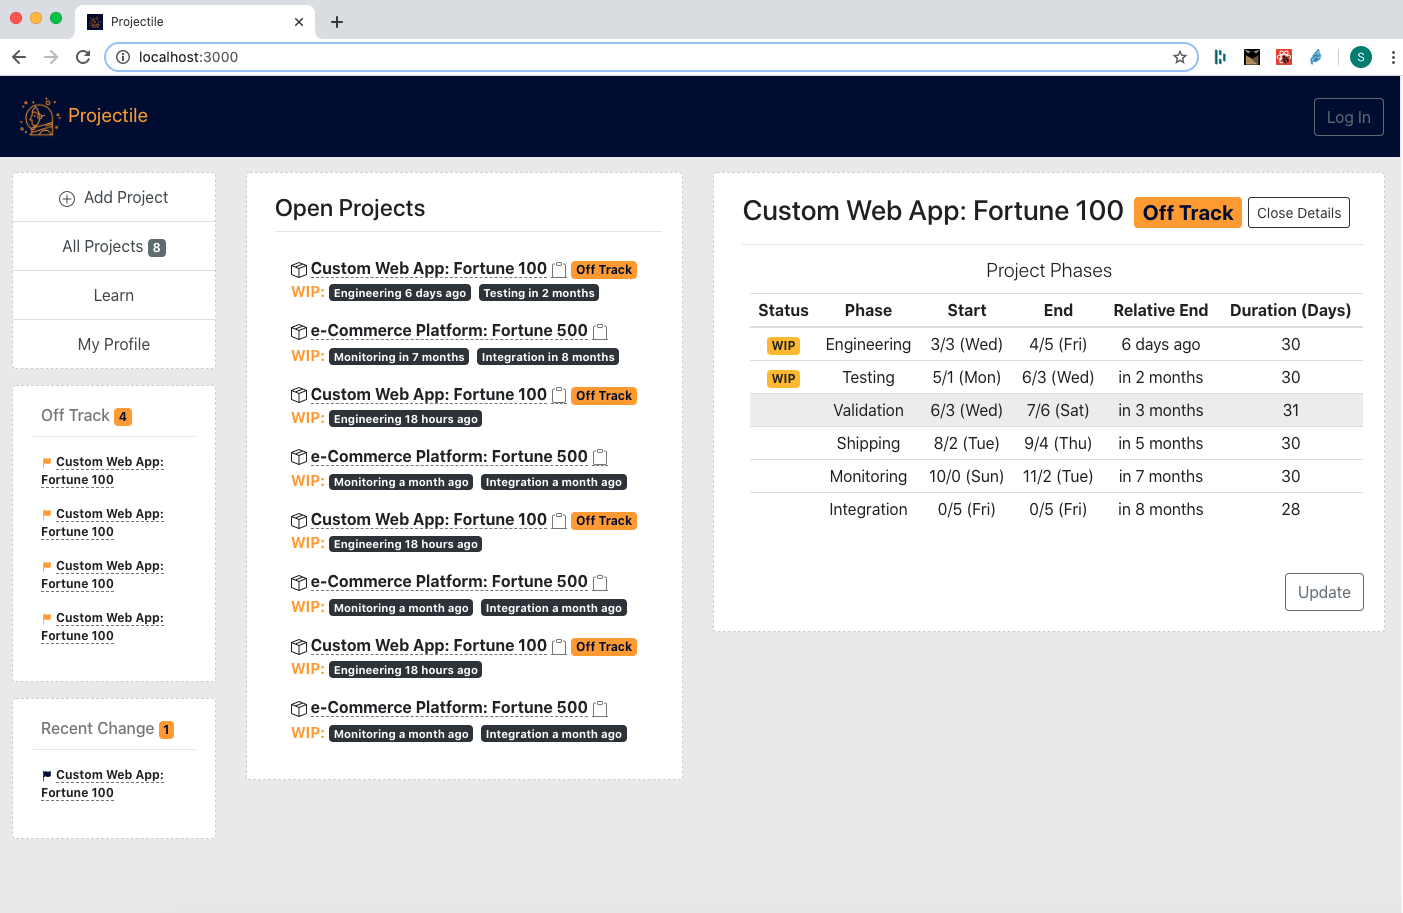 Projectile
localhost:3000
S
Projectile
Log In
Add Project
All Projects 8
Learn
My Profile
Off Track 4
Custom Web App:
Fortune 100
Custom Web App:
Fortune 100
Custom Web App:
Fortune 100
Custom Web App:
Fortune 100
Recent Change 1
Custom Web App:
Fortune 100
Open Projects
Custom Web App: Fortune 100 Off Track
WIP: Engineering 6 days ago Testing in 2 months
e-Commerce Platform: Fortune 500
WIP: Monitoring in 7 months Integration in 8 months
Custom Web App: Fortune 100 Off Track
WIP: Engineering 18 hours ago
e-Commerce Platform: Fortune 500
WIP: Monitoring a month ago Integration a month ago
Custom Web App: Fortune 100 Off Track
WIP: Engineering 18 hours ago
e-Commerce Platform: Fortune 500
WIP: Monitoring a month ago Integration a month ago
Custom Web App: Fortune 100 Off Track
WIP: Engineering 18 hours ago
e-Commerce Platform: Fortune 500
WIP: Monitoring a month ago Integration a month ago
Custom Web App: Fortune 100 Off Track Close Details
Project Phases
Status Phase Start End Relative End Duration (Days)
WIP Engineering 3/3 (Wed) 4/5 (Fri) 6 days ago 30
WIP Testing 5/1 (Mon) 6/3 (Wed) in 2 months 30
Validation 6/3 (Wed) 7/6 (Sat) in 3 months 31
Shipping 8/2 (Tue) 9/4 (Thu) in 5 months 30
Monitoring 10/0 (Sun) 11/2 (Tue) in 7 months 30
Integration 0/5 (Fri) 0/5 (Fri) in 8 months 28
Update